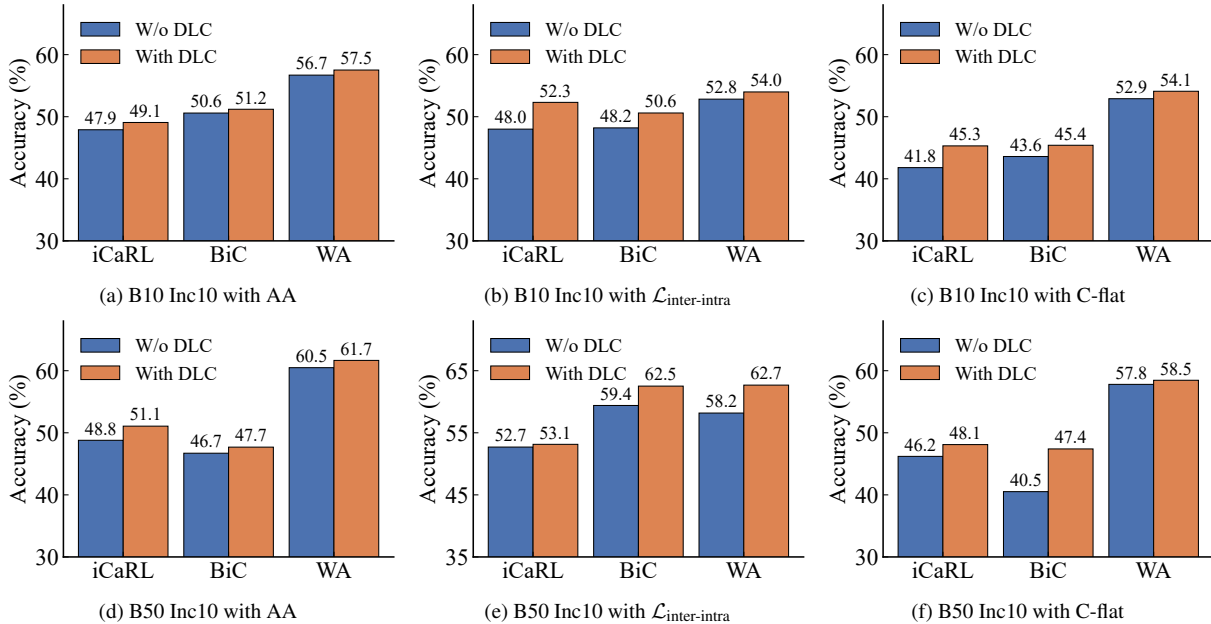 W/o DLC
With DLC
Accuracy (%)
60
50
40
30
47.9 49.1 50.6 51.2 56.7 57.5
iCaRL BiC WA
(a) B10 Inc10 with AA
W/o DLC
With DLC
Accuracy (%)
60
50
40
30
48.0 52.3 48.2 50.6 52.8 54.0
iCaRL BiC WA
(b) B10 Inc10 with ℒinter-intra
W/o DLC
With DLC
Accuracy (%)
60
50
40
30
41.8 45.3 43.6 45.4 52.9 54.1
iCaRL BiC WA
(c) B10 Inc10 with C-flat
W/o DLC
With DLC
Accuracy (%)
60
50
40
30
48.8 51.1 46.7 47.7 60.5 61.7
iCaRL BiC WA
(d) B50 Inc10 with AA
W/o DLC
With DLC
Accuracy (%)
65
55
45
35
52.7 53.1 59.4 62.5 58.2 62.7
iCaRL BiC WA
(e) B50 Inc10 with ℒinter-intra
W/o DLC
With DLC
Accuracy (%)
60
50
40
30
46.2 48.1 40.5 47.4 57.8 58.5
iCaRL BiC WA
(f) B50 Inc10 with C-flat